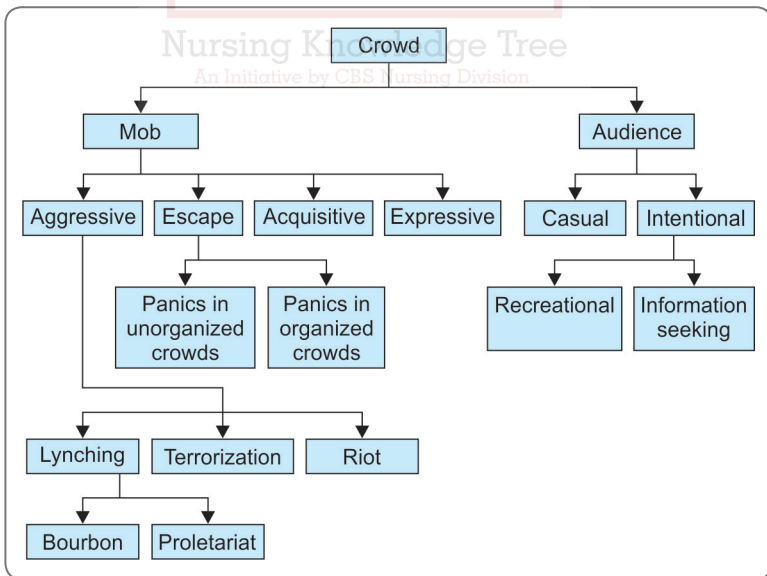 Nursing Knowledge Tree
Crowd
An Initiative by CBS Nursing Division
Mob
Audience
Aggressive
Escape
Acquisitive
Expressive
Casual
Intentional
Panics in
unorganized
crowds
Panics in
organized
crowds
Recreational
Information
seeking
Lynching
Terrorization
Riot
Bourbon
Proletariat